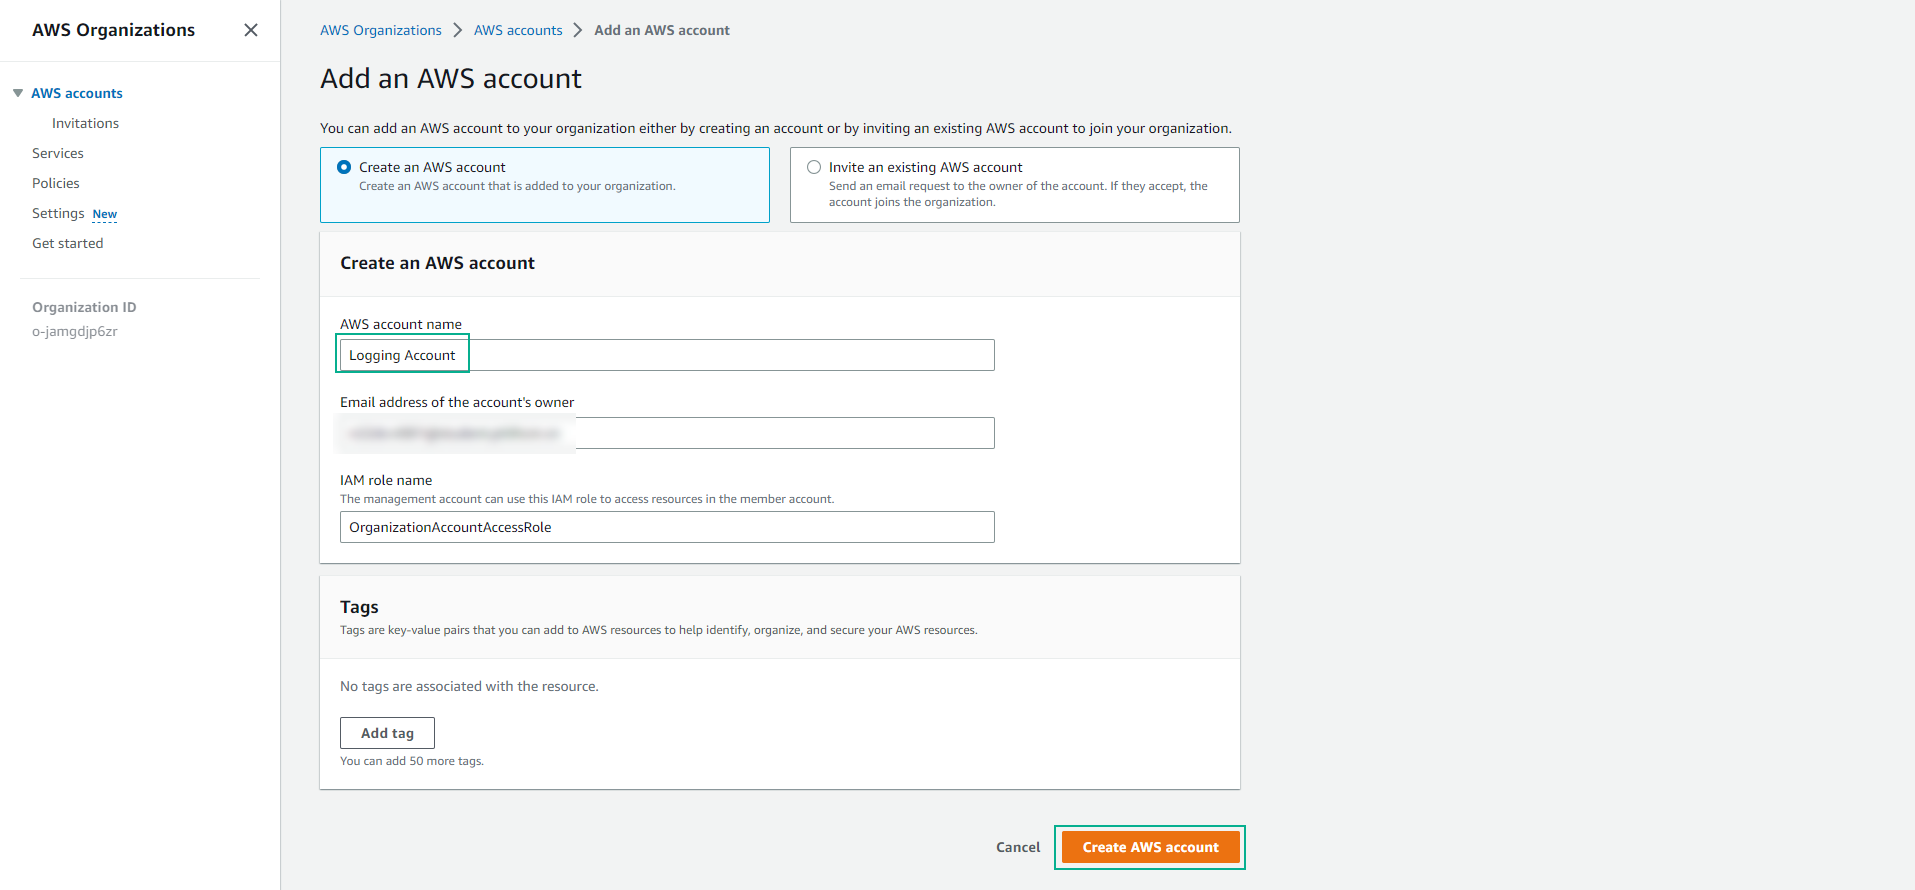 AWS Organizations
AWS accounts
Invitations
Services
Policies
Settings New
Get started
Organization ID
o-jamgdjp6zr
AWS Organizations > AWS accounts > Add an AWS account
Add an AWS account
You can add an AWS account to your organization either by creating an account or by inviting an existing AWS account to join your organization.
Create an AWS account
Create an AWS account that is added to your organization.
Invite an existing AWS account
Send an email request to the owner of the account. If they accept, the
account joins the organization.
Create an AWS account
AWS account name
Logging Account
Email address of the account's owner
IAM role name
The management account can use this IAM role to access resources in the member account.
OrganizationAccountAccessRole
Tags
Tags are key-value pairs that you can add to AWS resources to help identify, organize, and secure your AWS resources.
No tags are associated with the resource.
Add tag
You can add 50 more tags.
Cancel
Create AWS account